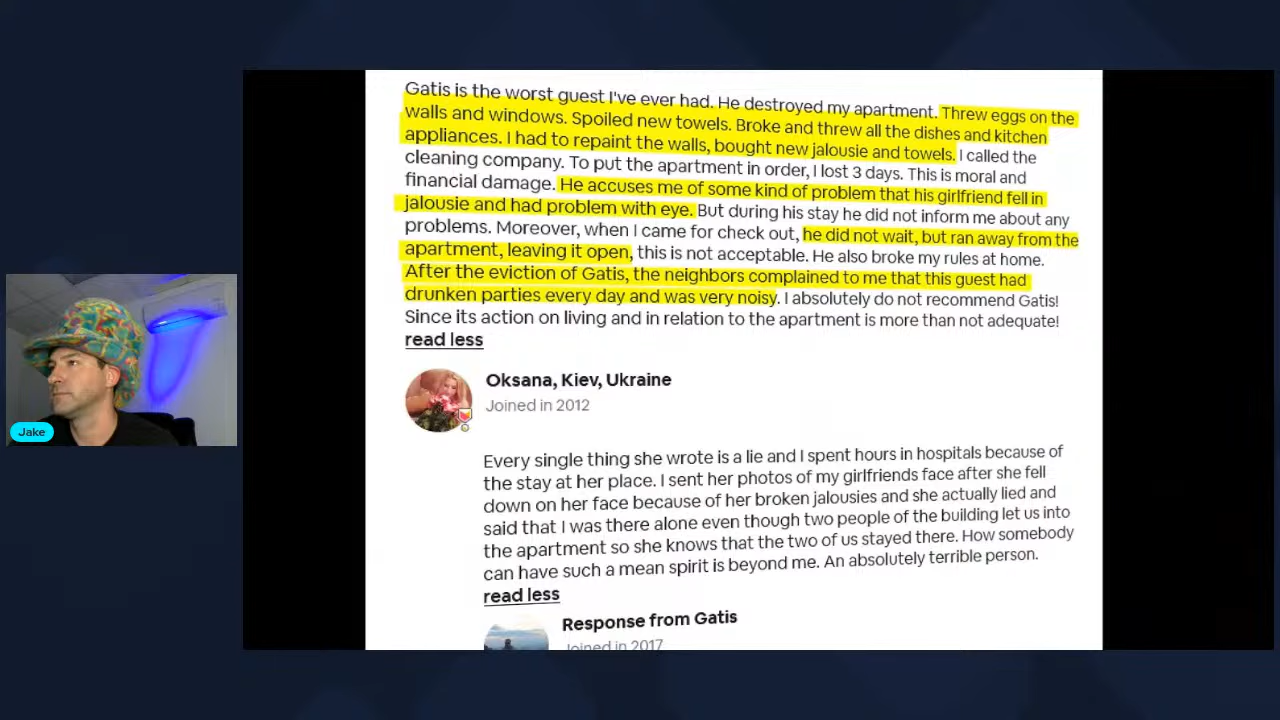 Gatis is the worst guest I've ever had. He destroyed my apartment. Threw eggs on the
walls and windows. Spoiled new towels. Broke and threw all the dishes and kitchen
appliances. I had to repaint the walls, bought new jalousie and towels. I called the
cleaning company. To put the apartment in order, I lost 3 days. This is moral and
financial damage. He accuses me of some kind of problem that his girlfriend fell in
jalousie and had problem with eye. But during his stay he did not inform me about any
problems. Moreover, when I came for check out, he did not wait, but ran away from the
apartment, leaving it open, this is not acceptable. He also broke my rules at home.
After the eviction of Gatis, the neighbors complained to me that this guest had
drunken parties every day and was very noisy. I absolutely do not recommend Gatis!
Since its action on living and in relation to the apartment is more than not adequate!
read less
Oksana, Kiev, Ukraine
Joined in 2012
Every single thing she wrote is a lie and I spent hours in hospitals because of
the stay at her place. I sent her photos of my girlfriends face after she fell
down on her face because of her broken jalousies and she actually lied and
said that I was there alone even though two people of the building let us into
the apartment so she knows that the two of us stayed there. How somebody
can have such a mean spirit is beyond me. An absolutely terrible person.
read less
Response from Gatis
Joined in 2017
Jake